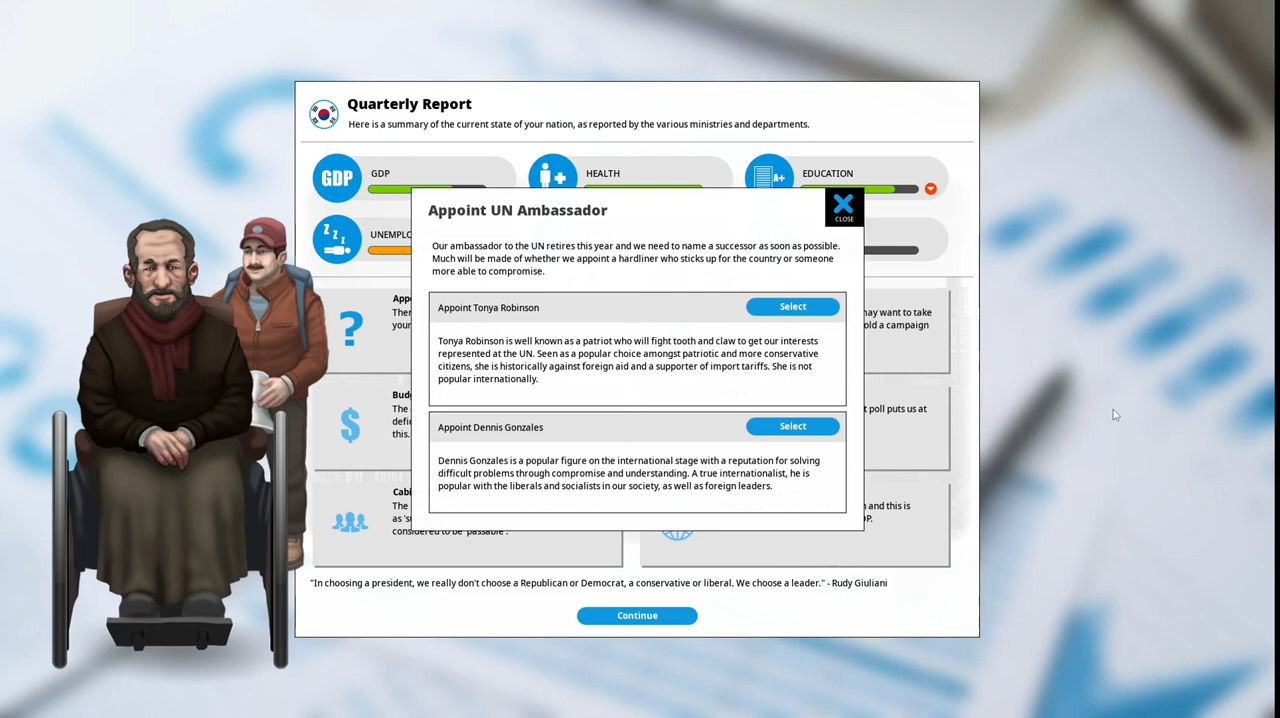 Quarterly Report
Here is a summary of the current state of your nation, as reported by the various ministries and departments.
GDP
GDP
HEALTH
A+
EDUCATION
Z Z Z
Appoint UN Ambassador
CLOSE
Our ambassador to the UN retires this year and we need to name a successor as soon as possible.
Much will be made of whether we appoint a hardliner who sticks up for the country or someone
more able to compromise.
Appoint Tonya Robinson
Select
Tonya Robinson is well known as a patriot who will fight tooth and claw to get our interests
represented at the UN. Seen as a popular choice amongst patriotic and more conservative
citizens, she is historically against foreign aid and a supporter of import tariffs. She is not
popular internationally.
Appoint Dennis Gonzales
Select
Dennis Gonzales is a popular figure on the international stage with a reputation for solving
difficult problems through compromise and understanding. A true internationalist, he is
popular with the liberals and socialists in our society, as well as foreign leaders.
?
your
may want to take
old a campaign
$
The
this.
t poll puts us at
The
as 's
considered to be 'passable'.
n and this is
DP.
"In choosing a president, we really don't choose a Republican or Democrat, a conservative or liberal. We choose a leader." - Rudy Giuliani
Continue